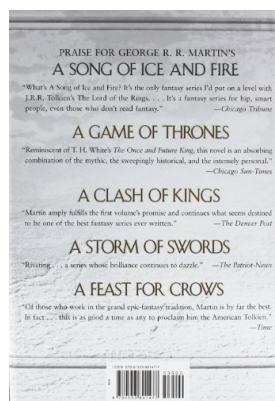 PRAISE FOR GEORGE R. R. MARTIN'S
A SONG OF ICE AND FIRE
"What's A Song of Ice and Fire? It's the only fantasy series I'd put on a level with
J.R.R. Tolkien's The Lord of the Rings. . . . It's a fantasy series for hip, smart
people, even those who don't read fantasy." —Chicago Tribune
A GAME OF THRONES
"Reminiscent of T. H. White's The Once and Future King, this novel is an absorbing
combination of the mythic, the sweepingly historical, and the intensely personal."
—Chicago Sun-Times
A CLASH OF KINGS
"Martin amply fulfills the first volume's promise and continues what seems destined
to be one of the best fantasy series ever written." —The Denver Post
A STORM OF SWORDS
"Riveting . . . a series whose brilliance continues to dazzle." —The Patriot-News
A FEAST FOR CROWS
"Of those who work in the grand epic-fantasy tradition, Martin is by far the best.
In fact . . . this is as good a time as any to proclaim him the American Tolkien."
—Time